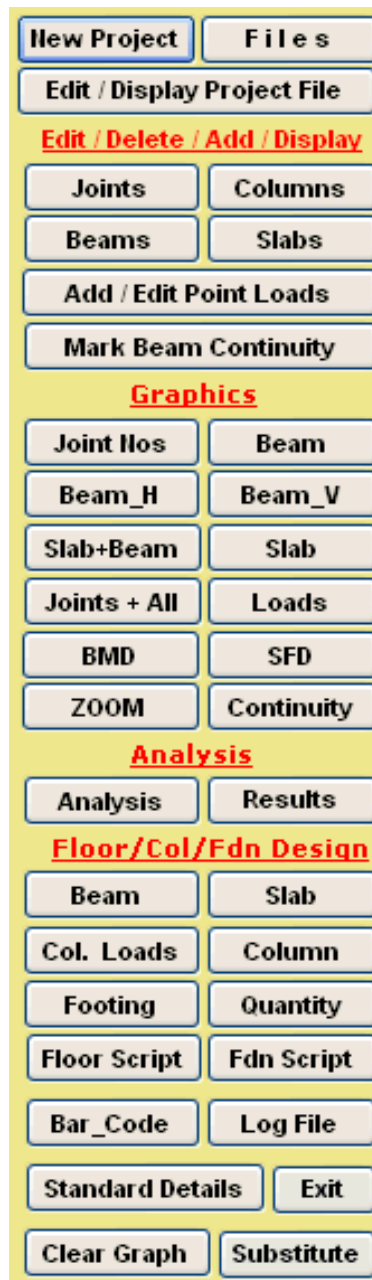 New Project Files
Edit / Display Project File
Edit / Delete / Add / Display
Joints Columns
Beams Slabs
Add / Edit Point Loads
Mark Beam Continuity
Graphics
Joint Nos Beam
Beam_H Beam_V
Slab+Beam Slab
Joints + All Loads
BMD SFD
ZOOM Continuity
Analysis
Analysis Results
Floor/Col/Fdn Design
Beam Slab
Col. Loads Column
Footing Quantity
Floor Script Fdn Script
Bar_Code Log File
Standard Details Exit
Clear Graph Substitute